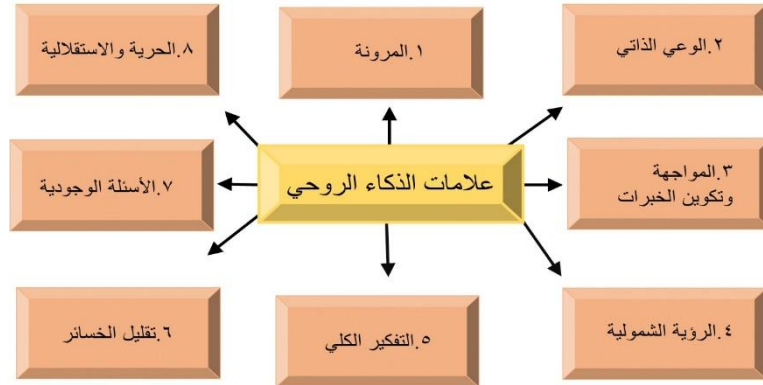 علامات الذكاء الروحي
١.المرونة
٢.الوعي الذاتي
٣.المواجهة
وتكوين الخبرات
٤.الرؤية الشمولية
٥.التفكير الكلي
٦.تقليل الخسائر
٧.الأسئلة الوجودية
٨.الحرية والاستقلالية